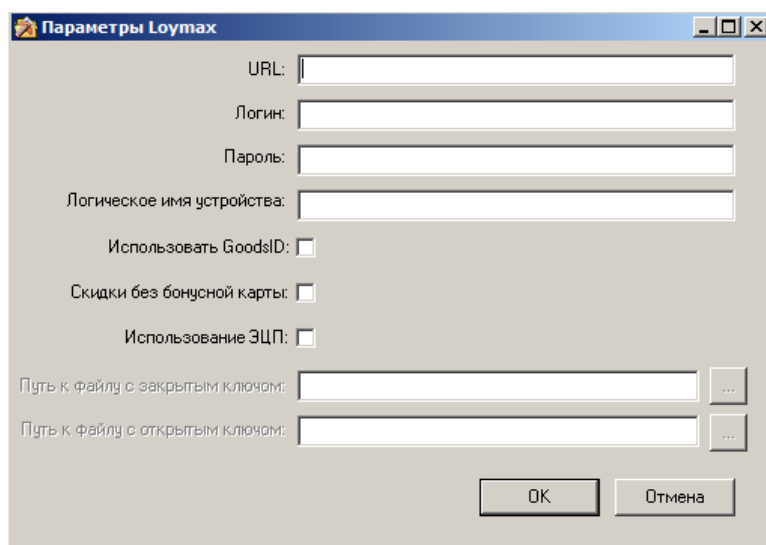 Параметры Loymax
URL:
Логин:
Пароль:
Логическое имя устройства:
Использовать GoodsID:
Скидки без бонусной карты:
Использование ЭЦП:
Путь к файлу с закрытым ключом: ...
Путь к файлу с открытым ключом: ...
OK Отмена